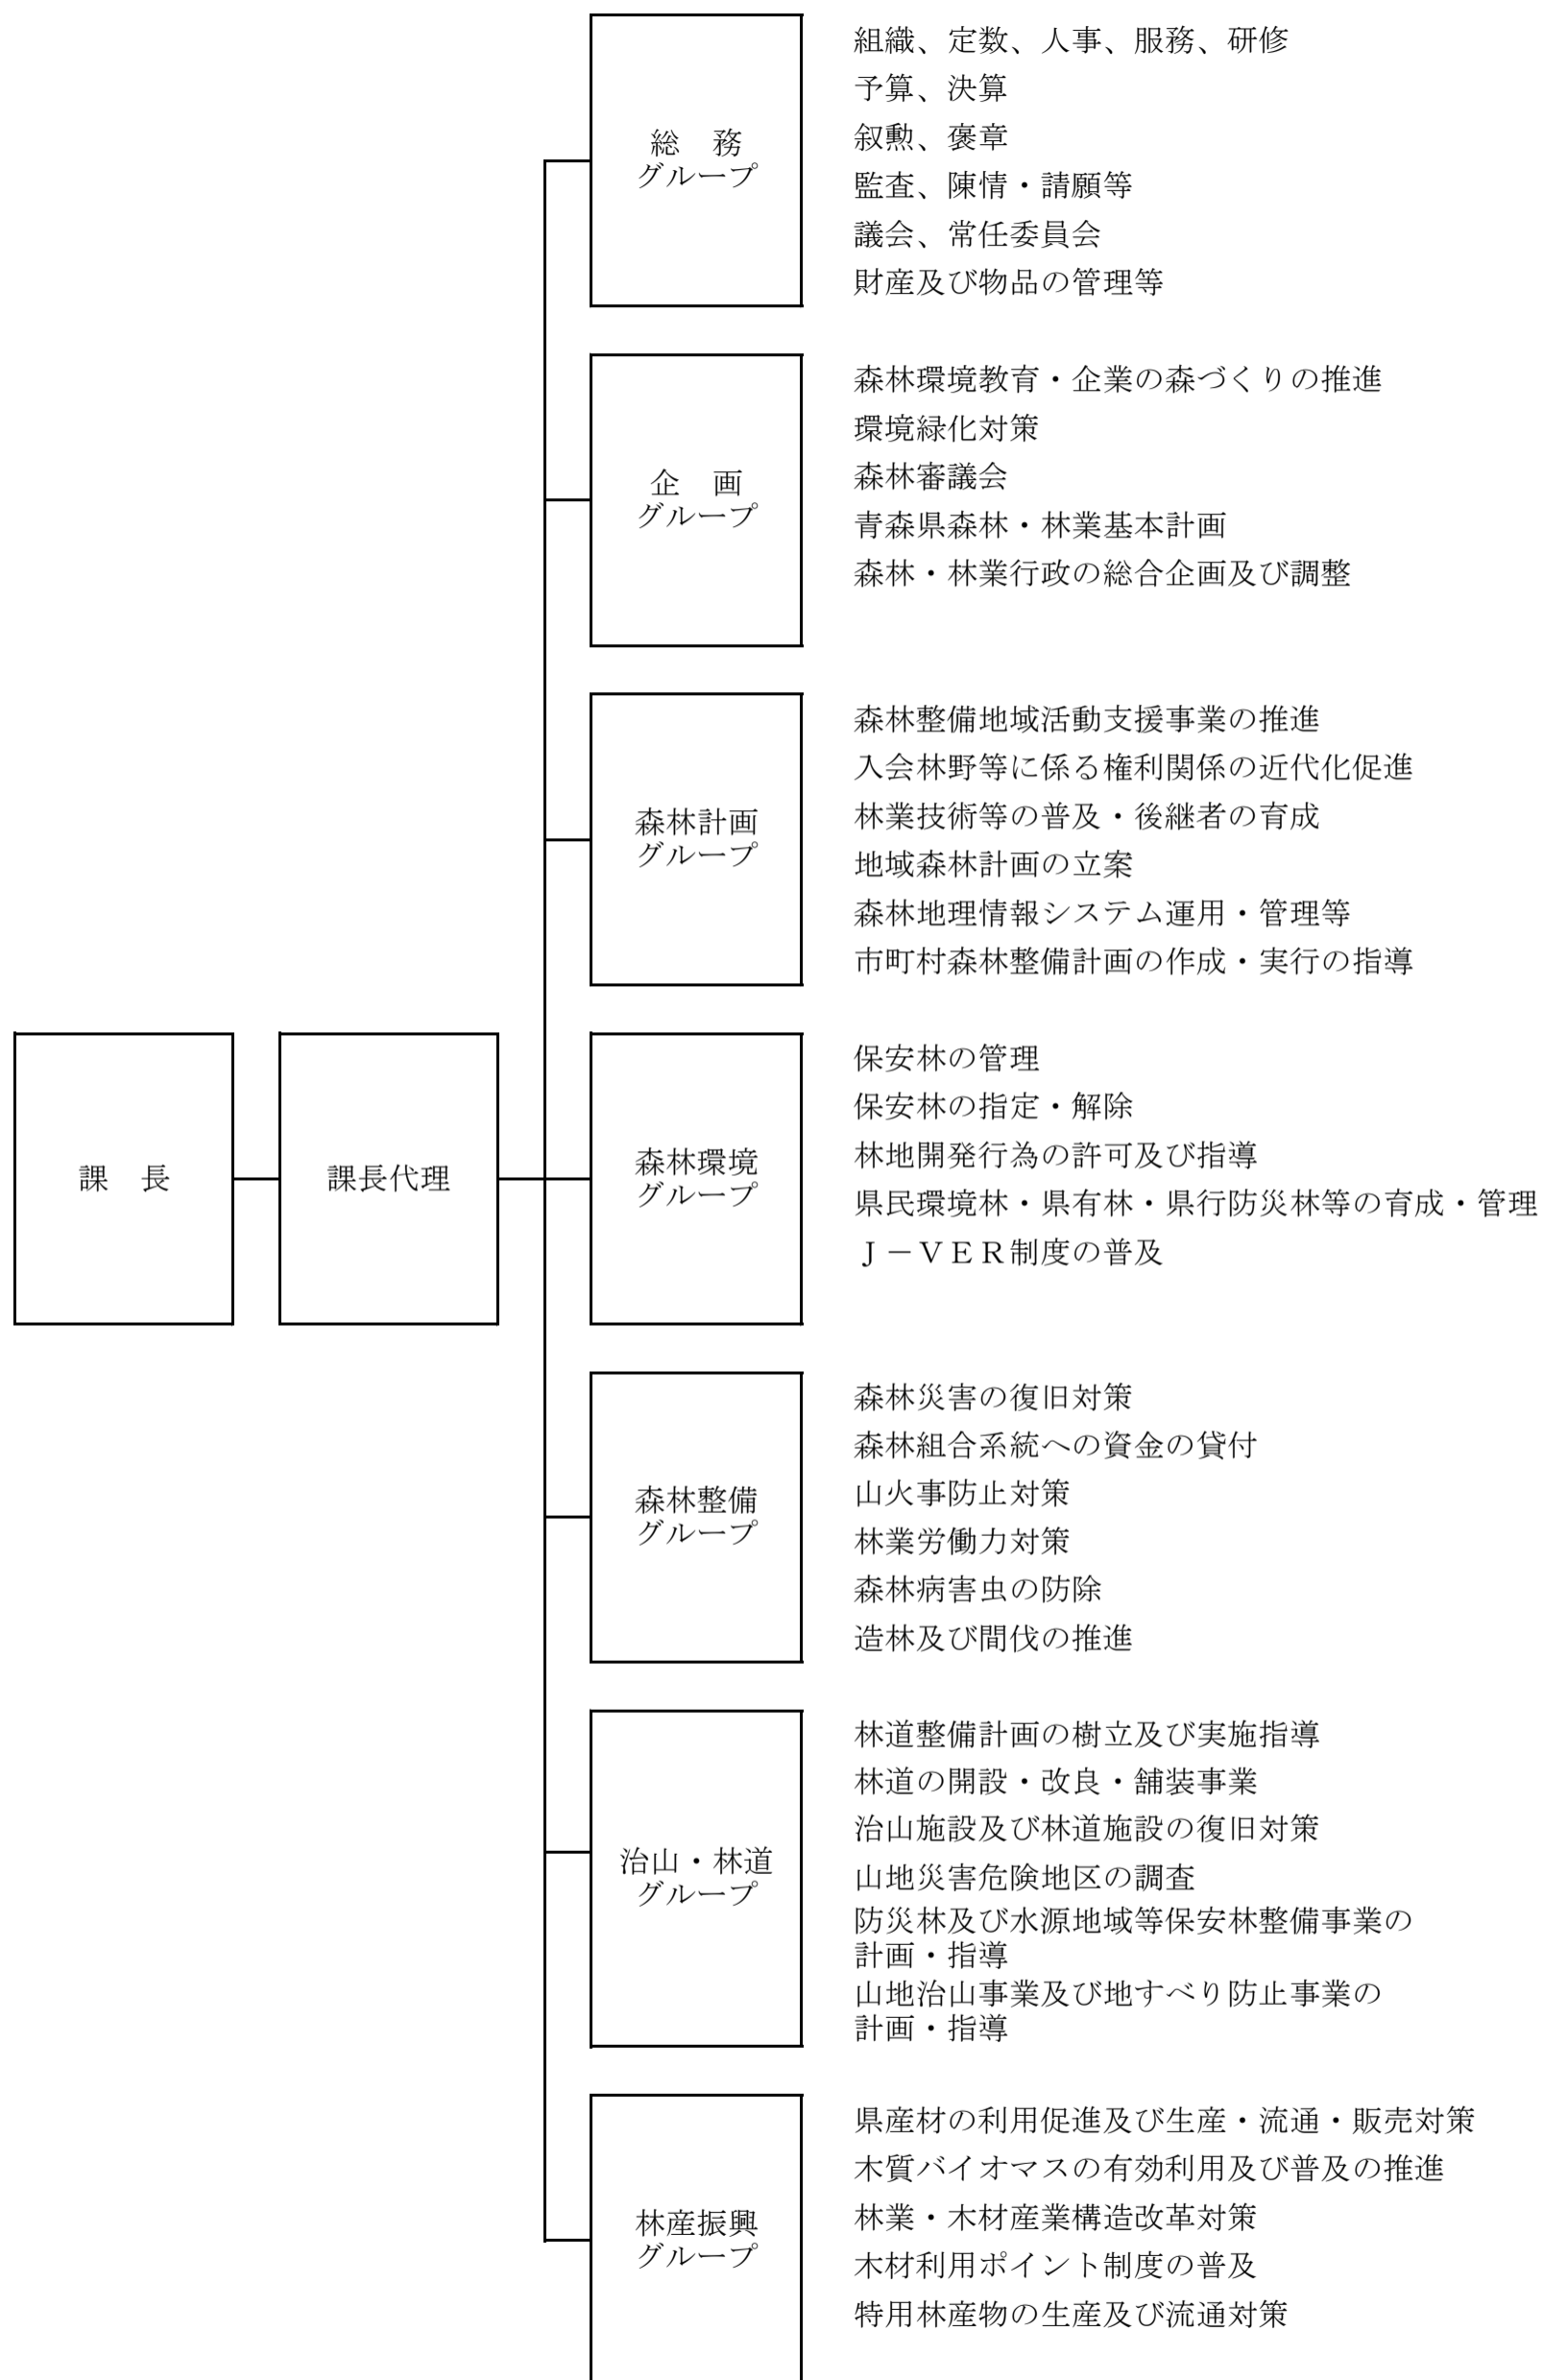 総　務
グループ
組織、定数、人事、服務、研修
予算、決算
叙勲、褒章
監査、陳情・請願等
議会、常任委員会
財産及び物品の管理等
企　画
グループ
森林環境教育・企業の森づくりの推進
環境緑化対策
森林審議会
青森県森林・林業基本計画
森林・林業行政の総合企画及び調整
森林計画
グループ
森林整備地域活動支援事業の推進
入会林野等に係る権利関係の近代化促進
林業技術等の普及・後継者の育成
地域森林計画の立案
森林地理情報システム運用・管理等
市町村森林整備計画の作成・実行の指導
課　長
課長代理
森林環境
グループ
保安林の管理
保安林の指定・解除
林地開発行為の許可及び指導
県民環境林・県有林・県行防災林等の育成・管理
Ｊ－ＶＥＲ制度の普及
森林整備
グループ
森林災害の復旧対策
森林組合系統への資金の貸付
山火事防止対策
林業労働力対策
森林病害虫の防除
造林及び間伐の推進
治山・林道
グループ
林道整備計画の樹立及び実施指導
林道の開設・改良・舗装事業
治山施設及び林道施設の復旧対策
山地災害危険地区の調査
防災林及び水源地域等保安林整備事業の
計画・指導
山地治山事業及び地すべり防止事業の
計画・指導
林産振興
グループ
県産材の利用促進及び生産・流通・販売対策
木質バイオマスの有効利用及び普及の推進
林業・木材産業構造改革対策
木材利用ポイント制度の普及
特用林産物の生産及び流通対策